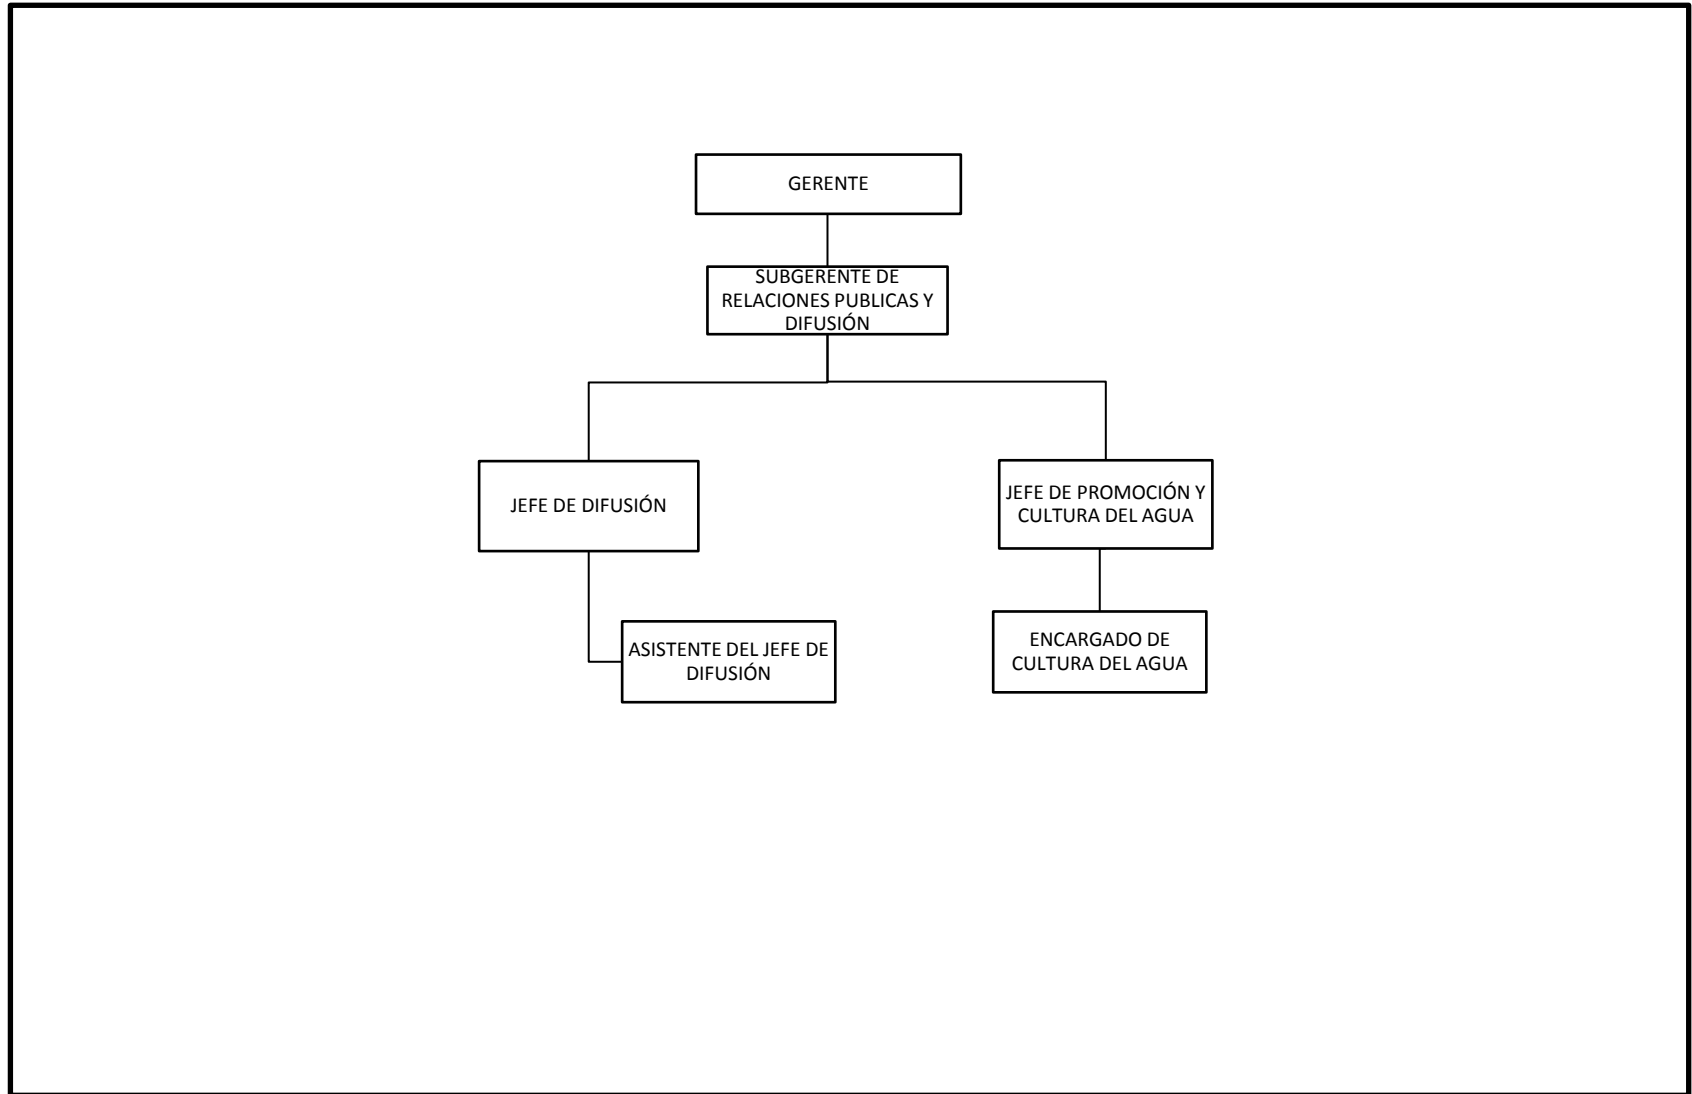 GERENTE
SUBGERENTE DE
RELACIONES PUBLICAS Y
DIFUSIÓN
JEFE DE DIFUSIÓN
JEFE DE PROMOCIÓN Y
CULTURA DEL AGUA
ASISTENTE DEL JEFE DE
DIFUSIÓN
ENCARGADO DE
CULTURA DEL AGUA